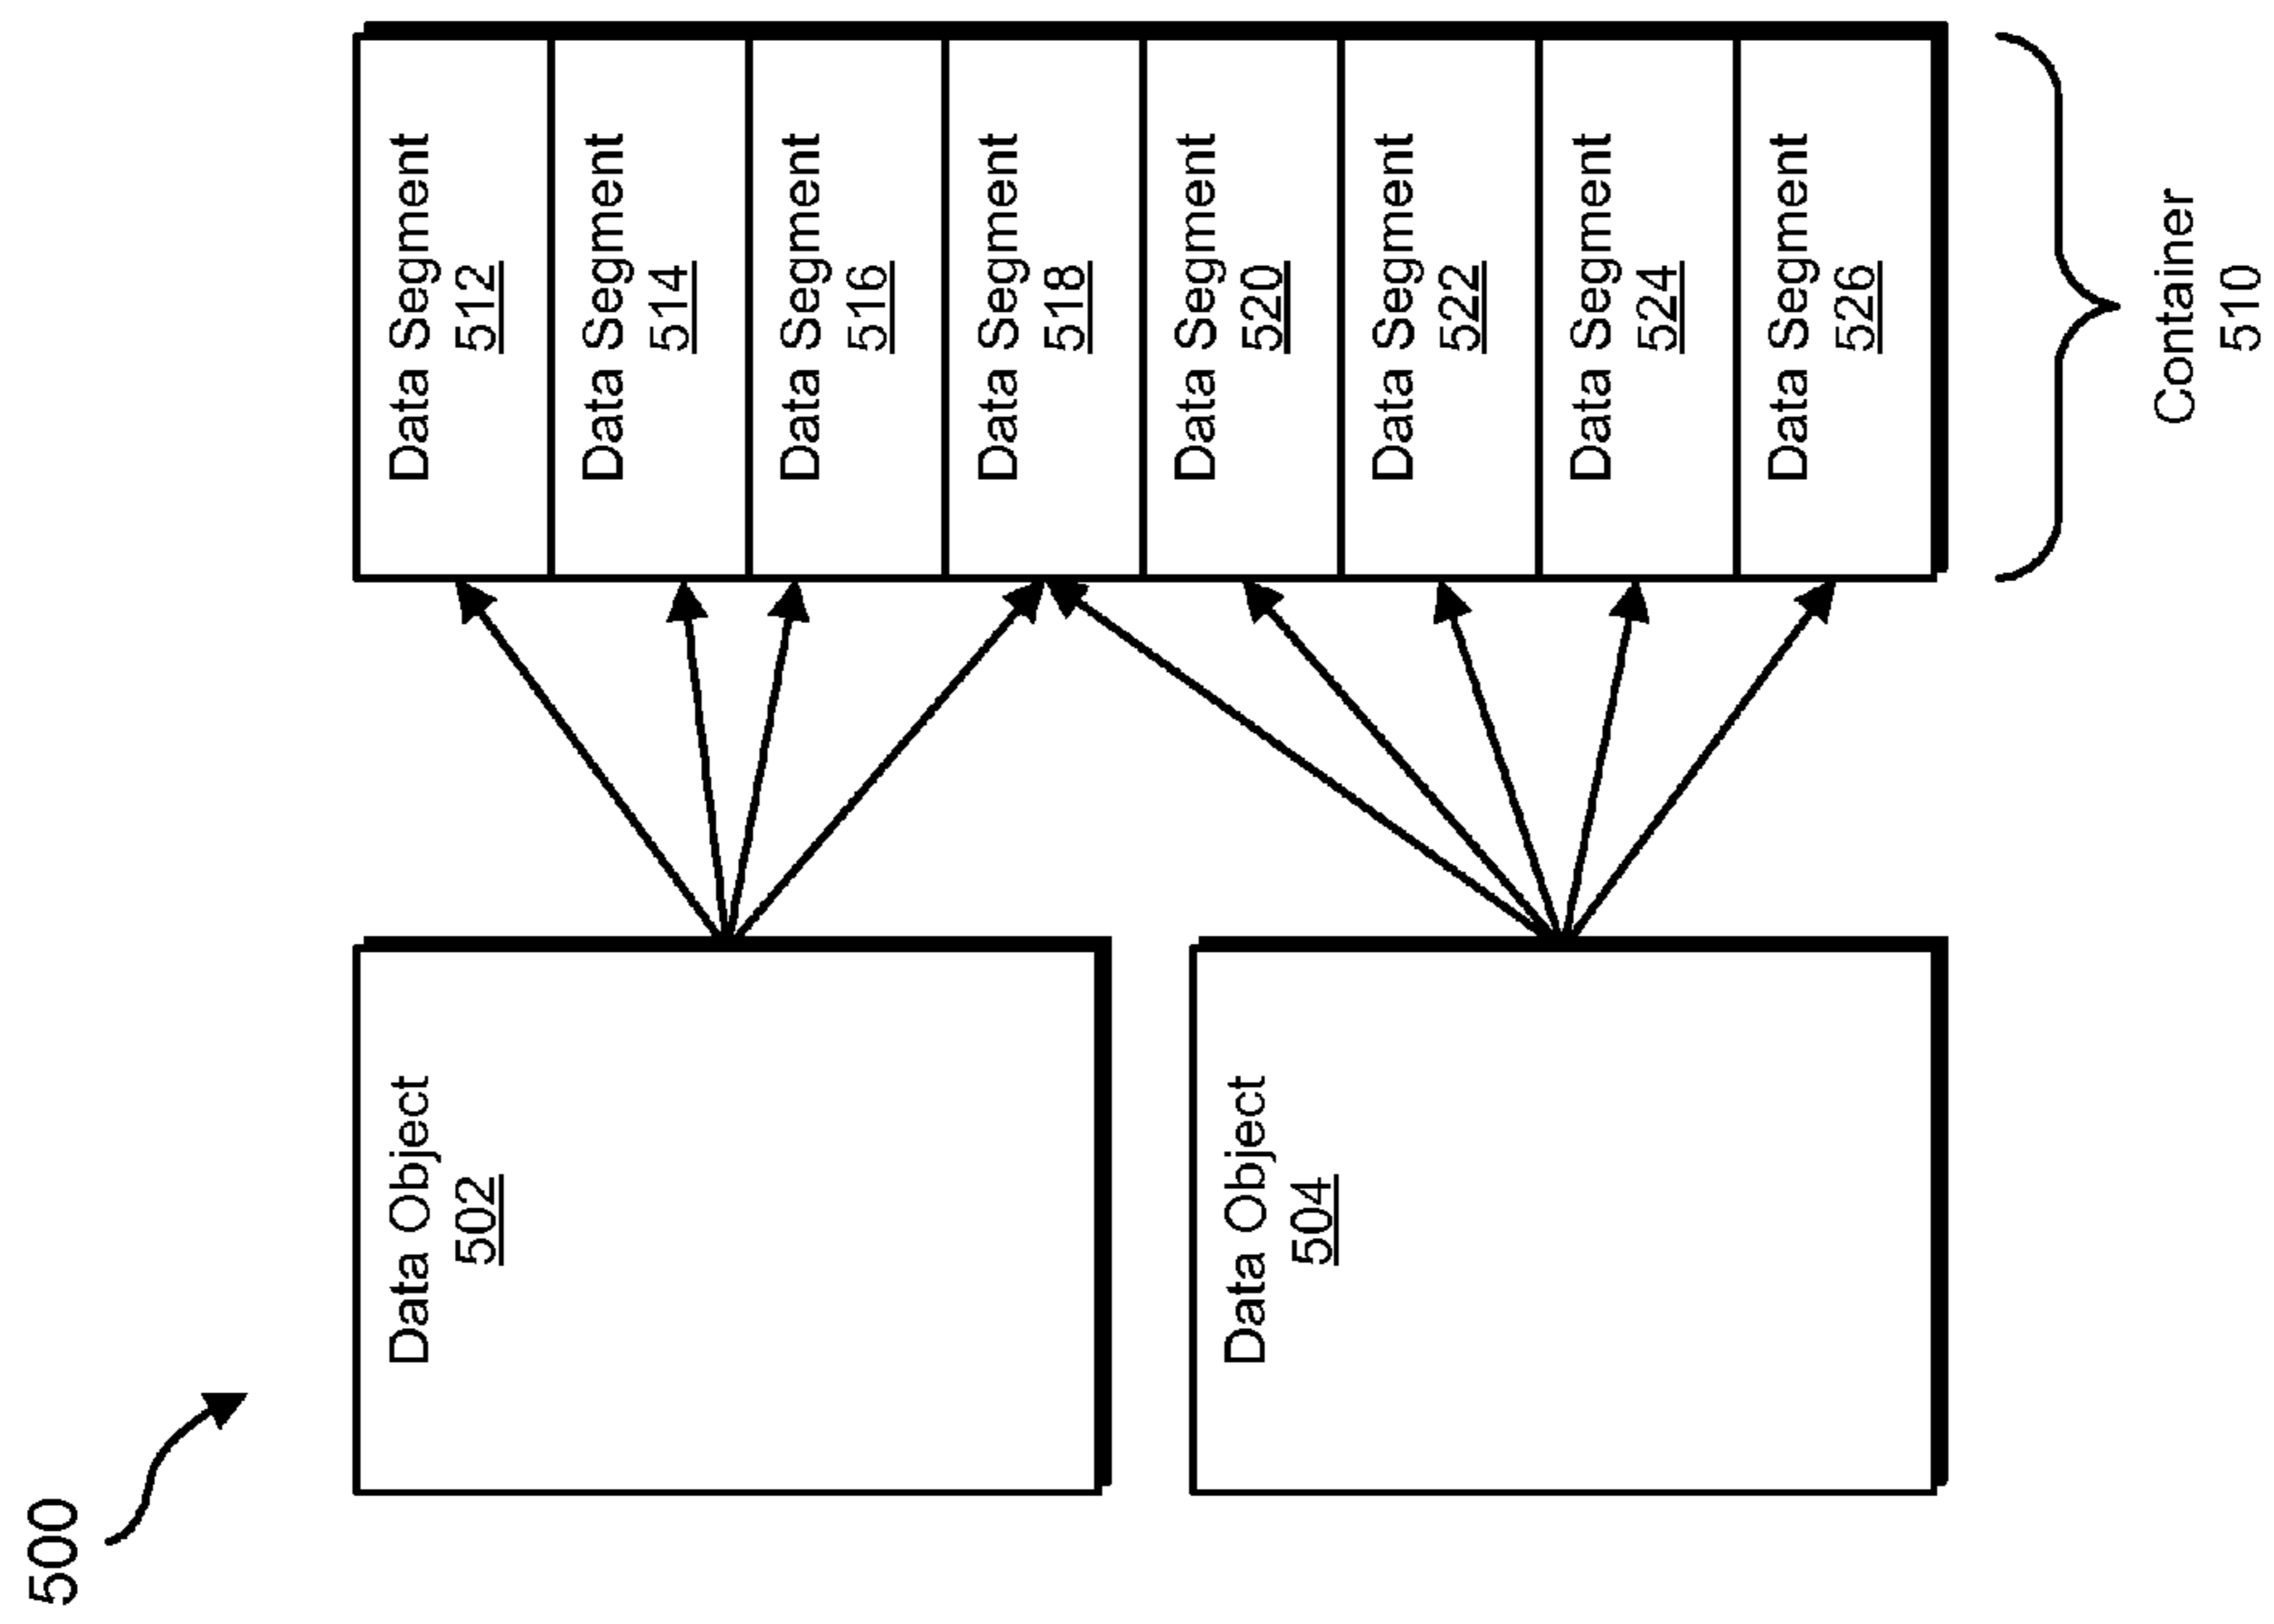 500
Data Object
502
Data Object
504
Data Segment
512
Data Segment
514
Data Segment
516
Data Segment
518
Data Segment
520
Data Segment
522
Data Segment
524
Data Segment
526
Container
510